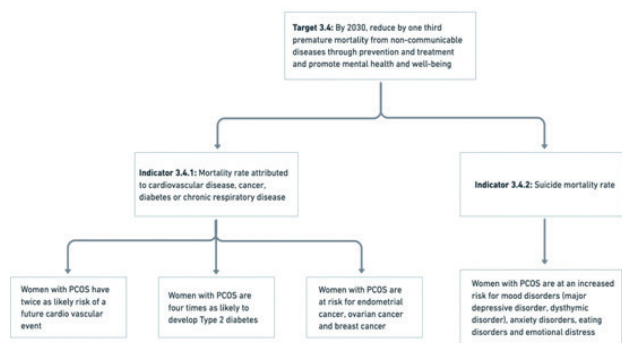 Target 3.4: By 2030, reduce by one third
premature mortality from non-communicable
diseases through prevention and treatment
and promote mental health and well-being
Indicator 3.4.1: Mortality rate attributed
to cardiovascular disease, cancer,
diabetes or chronic respiratory disease
Indicator 3.4.2: Suicide mortality rate
Women with PCOS have
twice as likely risk of a
future cardio vascular
event
Women with PCOS are
four times as likely to
develop Type 2 diabetes
Women with PCOS are
at risk for endometrial
cancer, ovarian cancer
and breast cancer
Women with PCOS are at an increased
risk for mood disorders (major
depressive disorder, dysthymic
disorder), anxiety disorders, eating
disorders and emotional distress